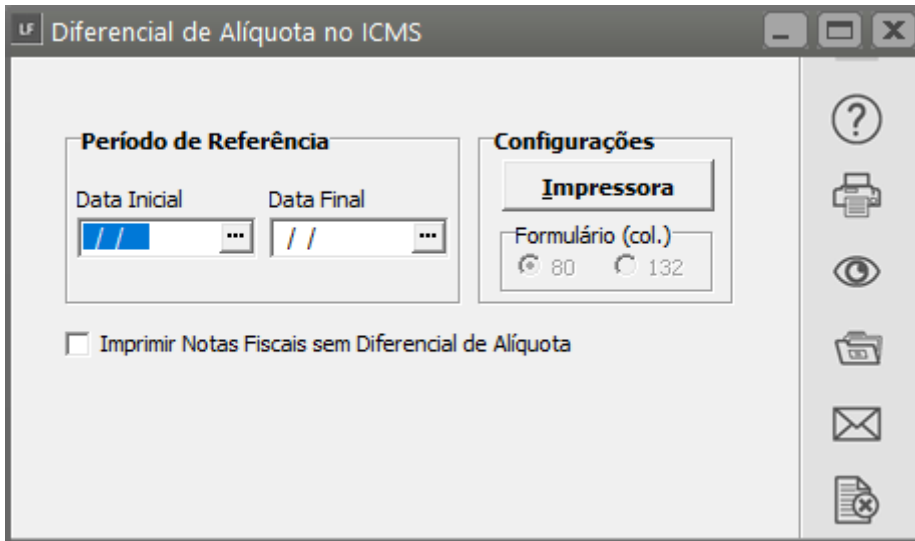 LF Diferencial de Alíquota no ICMS
Período de Referência
Data Inicial Data Final
/ / ... / / ...
Configurações
Impressora
Formulário (col.)
80 132
Imprimir Notas Fiscais sem Diferencial de Alíquota